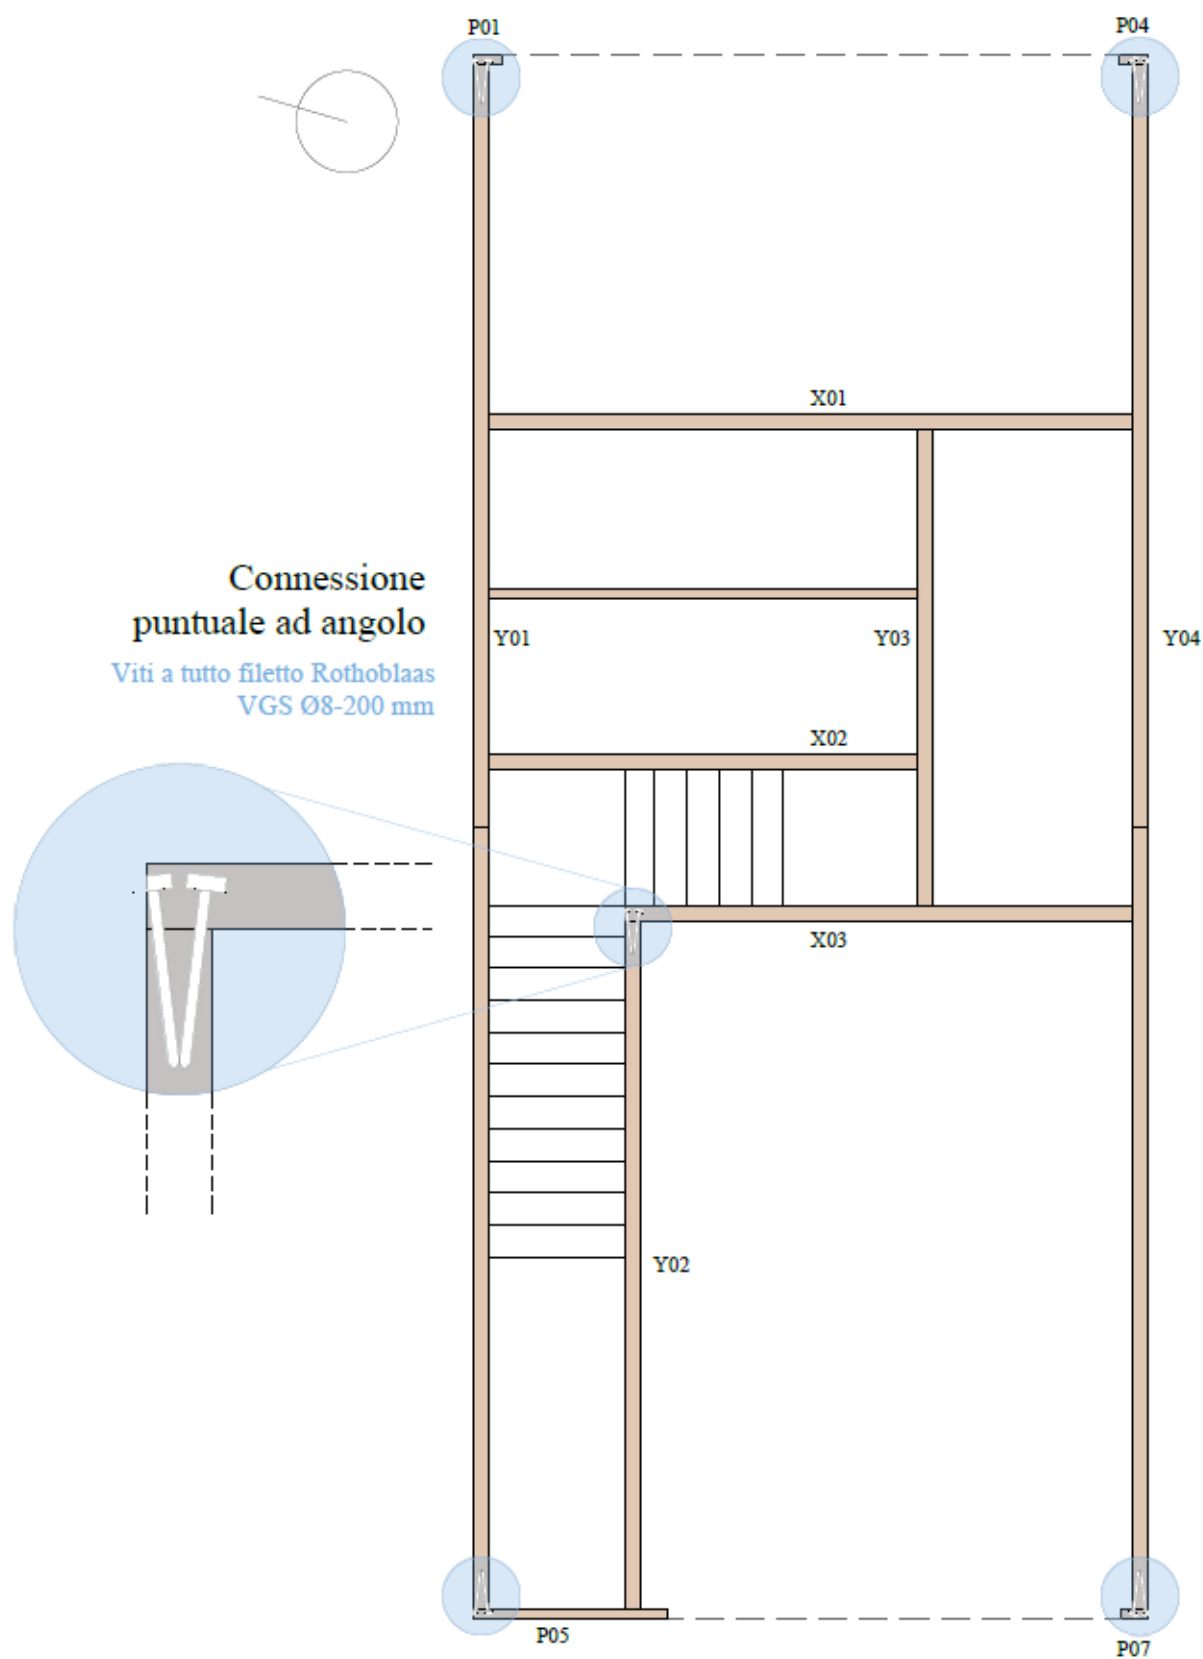 P01
P04
X01
Connessione
puntuale ad angolo
Viti a tutto filetto Rothoblaas
VGS Ø8-200 mm
Y01
Y03
Y04
X02
X03
Y02
P05
P07